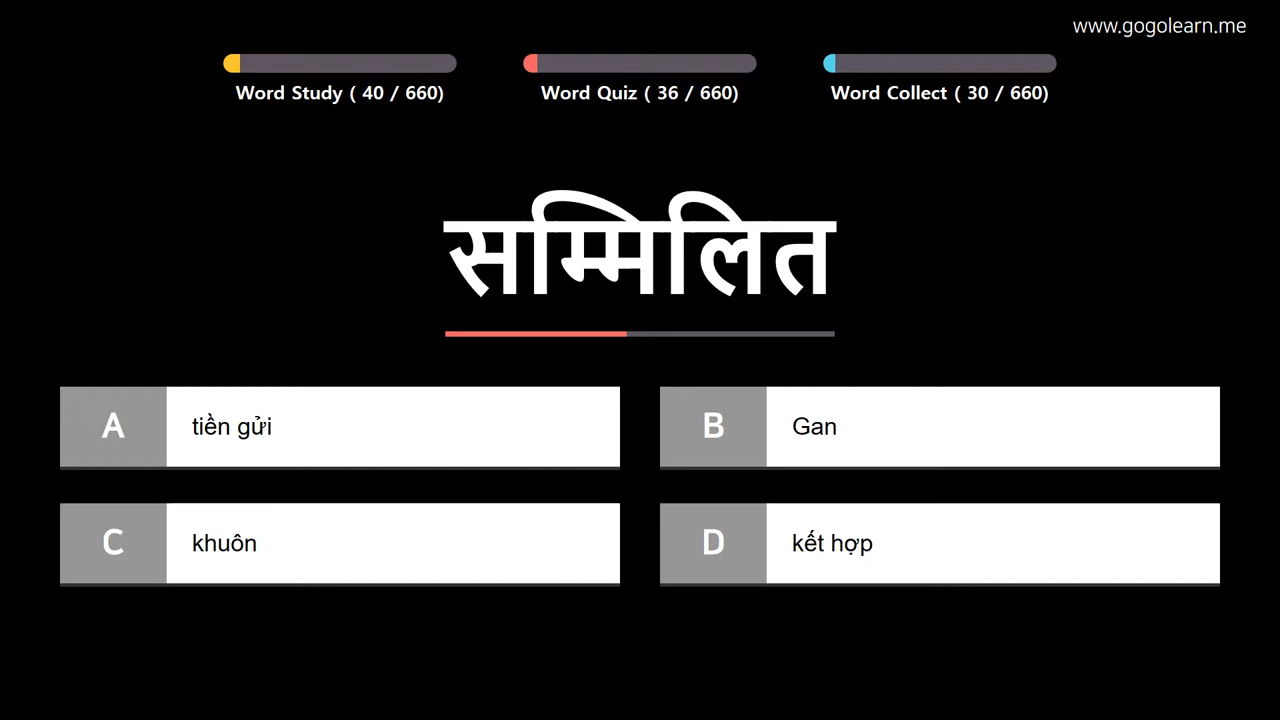 www.gogolearn.me
Word Study ( 40 / 660)
Word Quiz ( 36 / 660)
Word Collect ( 30 / 660)
सम्मिलित
A
tiền gửi
B
Gan
C
khuôn
D
kết hợp